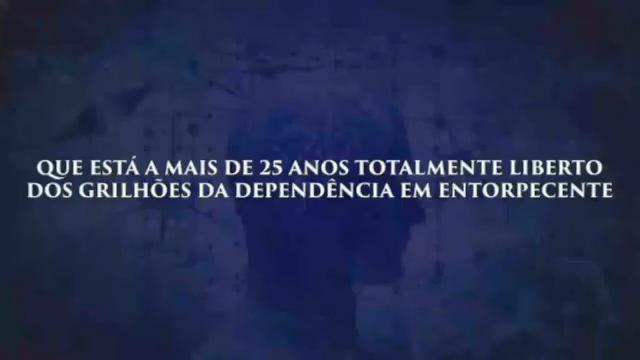 QUE ESTÁ A MAIS DE 25 ANOS TOTALMENTE LIBERTO
DOS GRILHÕES DA DEPENDÊNCIA EM ENTORPECENTE